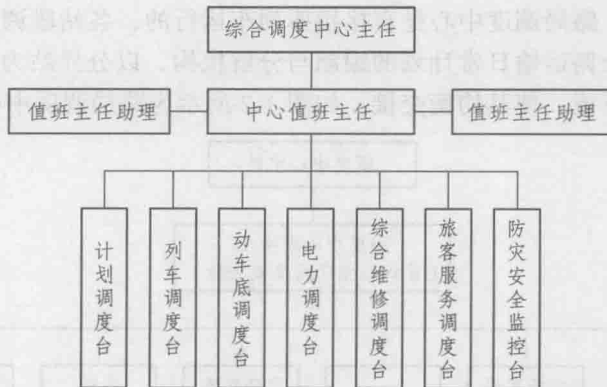 综合调度中心主任
值班主任助理
中心值班主任
值班主任助理
计划调度台
列车调度台
动车底调度台
电力调度台
综合维修调度台
旅客服务调度台
防灾安全监控台